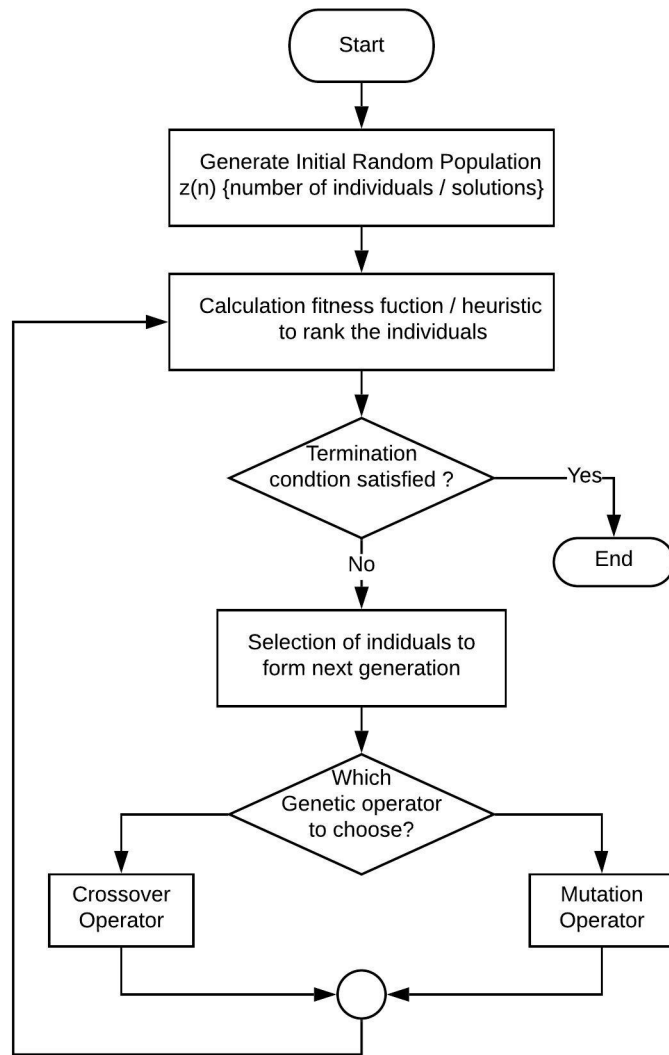 Start
Generate Initial Random Population
z(n) {number of individuals / solutions}
Calculation fitness fuction / heuristic
to rank the individuals
Termination
condtion satisfied ?
Yes
End
No
Selection of indiduals to
form next generation
Which
Genetic operator
to choose?
Crossover
Operator
Mutation
Operator